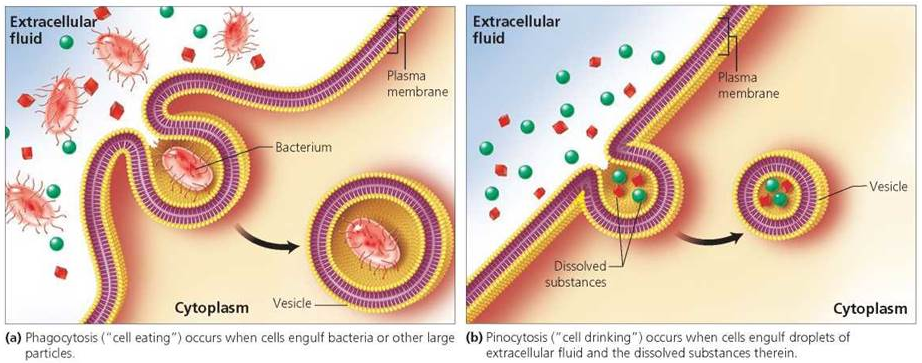 Extracellular
fluid
Plasma
membrane
Bacterium
Vesicle
Cytoplasm
(a) Phagocytosis ("cell eating") occurs when cells engulf bacteria or other large
particles.
Extracellular
fluid
Plasma
membrane
Vesicle
Dissolved
substances
Cytoplasm
(b) Pinocytosis ("cell drinking") occurs when cells engulf droplets of
extracellular fluid and the dissolved substances therein.